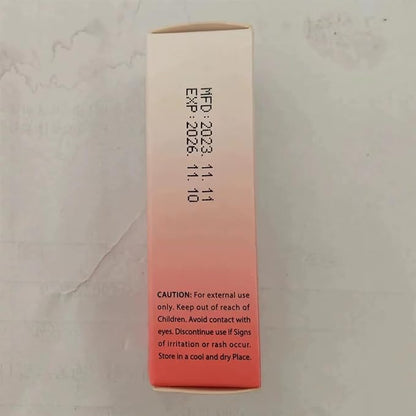 MFD:2023. 11. 11
EXP:2026. 11. 10
CAUTION: For external use
only. Keep out of reach of
Children. Avoid contact with
eyes. Discontinue use if Signs
of irritation or rash occur.
Store in a cool and dry Place.